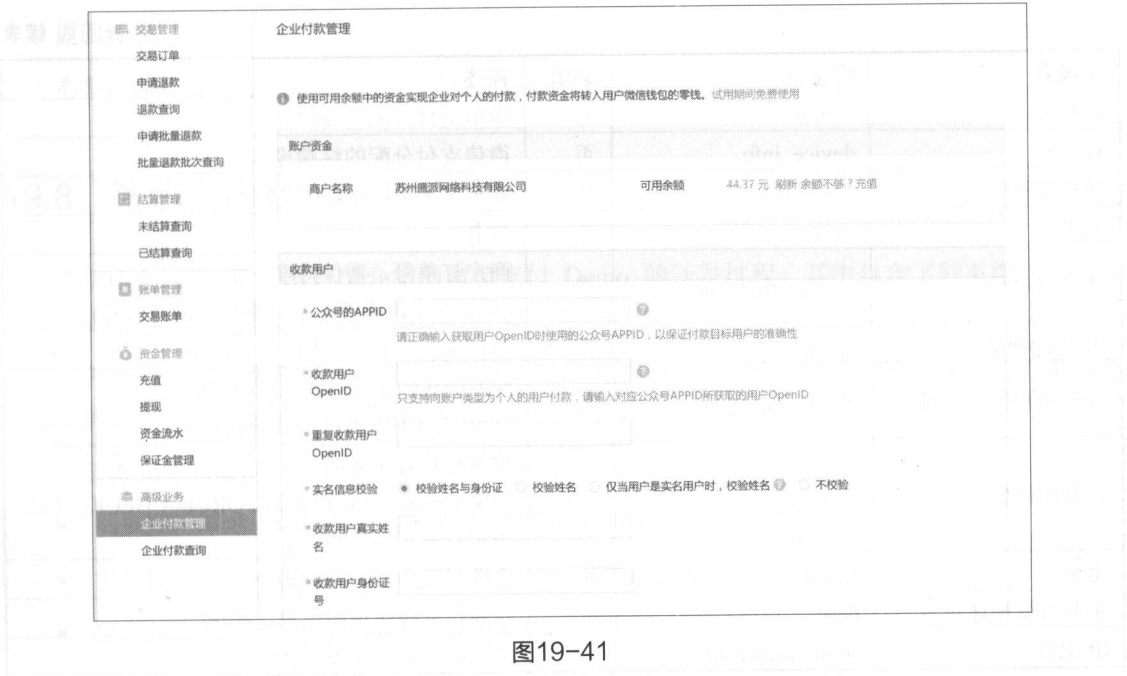 交易管理
交易订单
申请退款
退款查询
申请批量退款
批量退款批次查询
结算管理
未结算查询
已结算查询
账单管理
交易账单
资金管理
充值
提现
资金流水
保证金管理
高级业务
企业付款管理
企业付款查询
企业付款管理
使用可用余额中的资金实现企业对个人的付款，付款资金将转入用户微信钱包的零钱。试用期间免费使用
账户资金
商户名称 苏州盛派网络科技有限公司 可用余额 44.37 元 刷新 余额不够？充值
收款用户
*公众号的APPID
请正确输入获取用户OpenID时使用的公众号APPID，以保证付款目标用户的准确性
*收款用户
OpenID
只支持向账户类型为个人的用户付款，请输入对应公众号APPID所获取的用户OpenID
*重复收款用户
OpenID
*实名信息校验 校验姓名与身份证 校验姓名 仅当用户是实名用户时，校验姓名 不校验
*收款用户真实姓
名
*收款用户身份证
号
图19-41